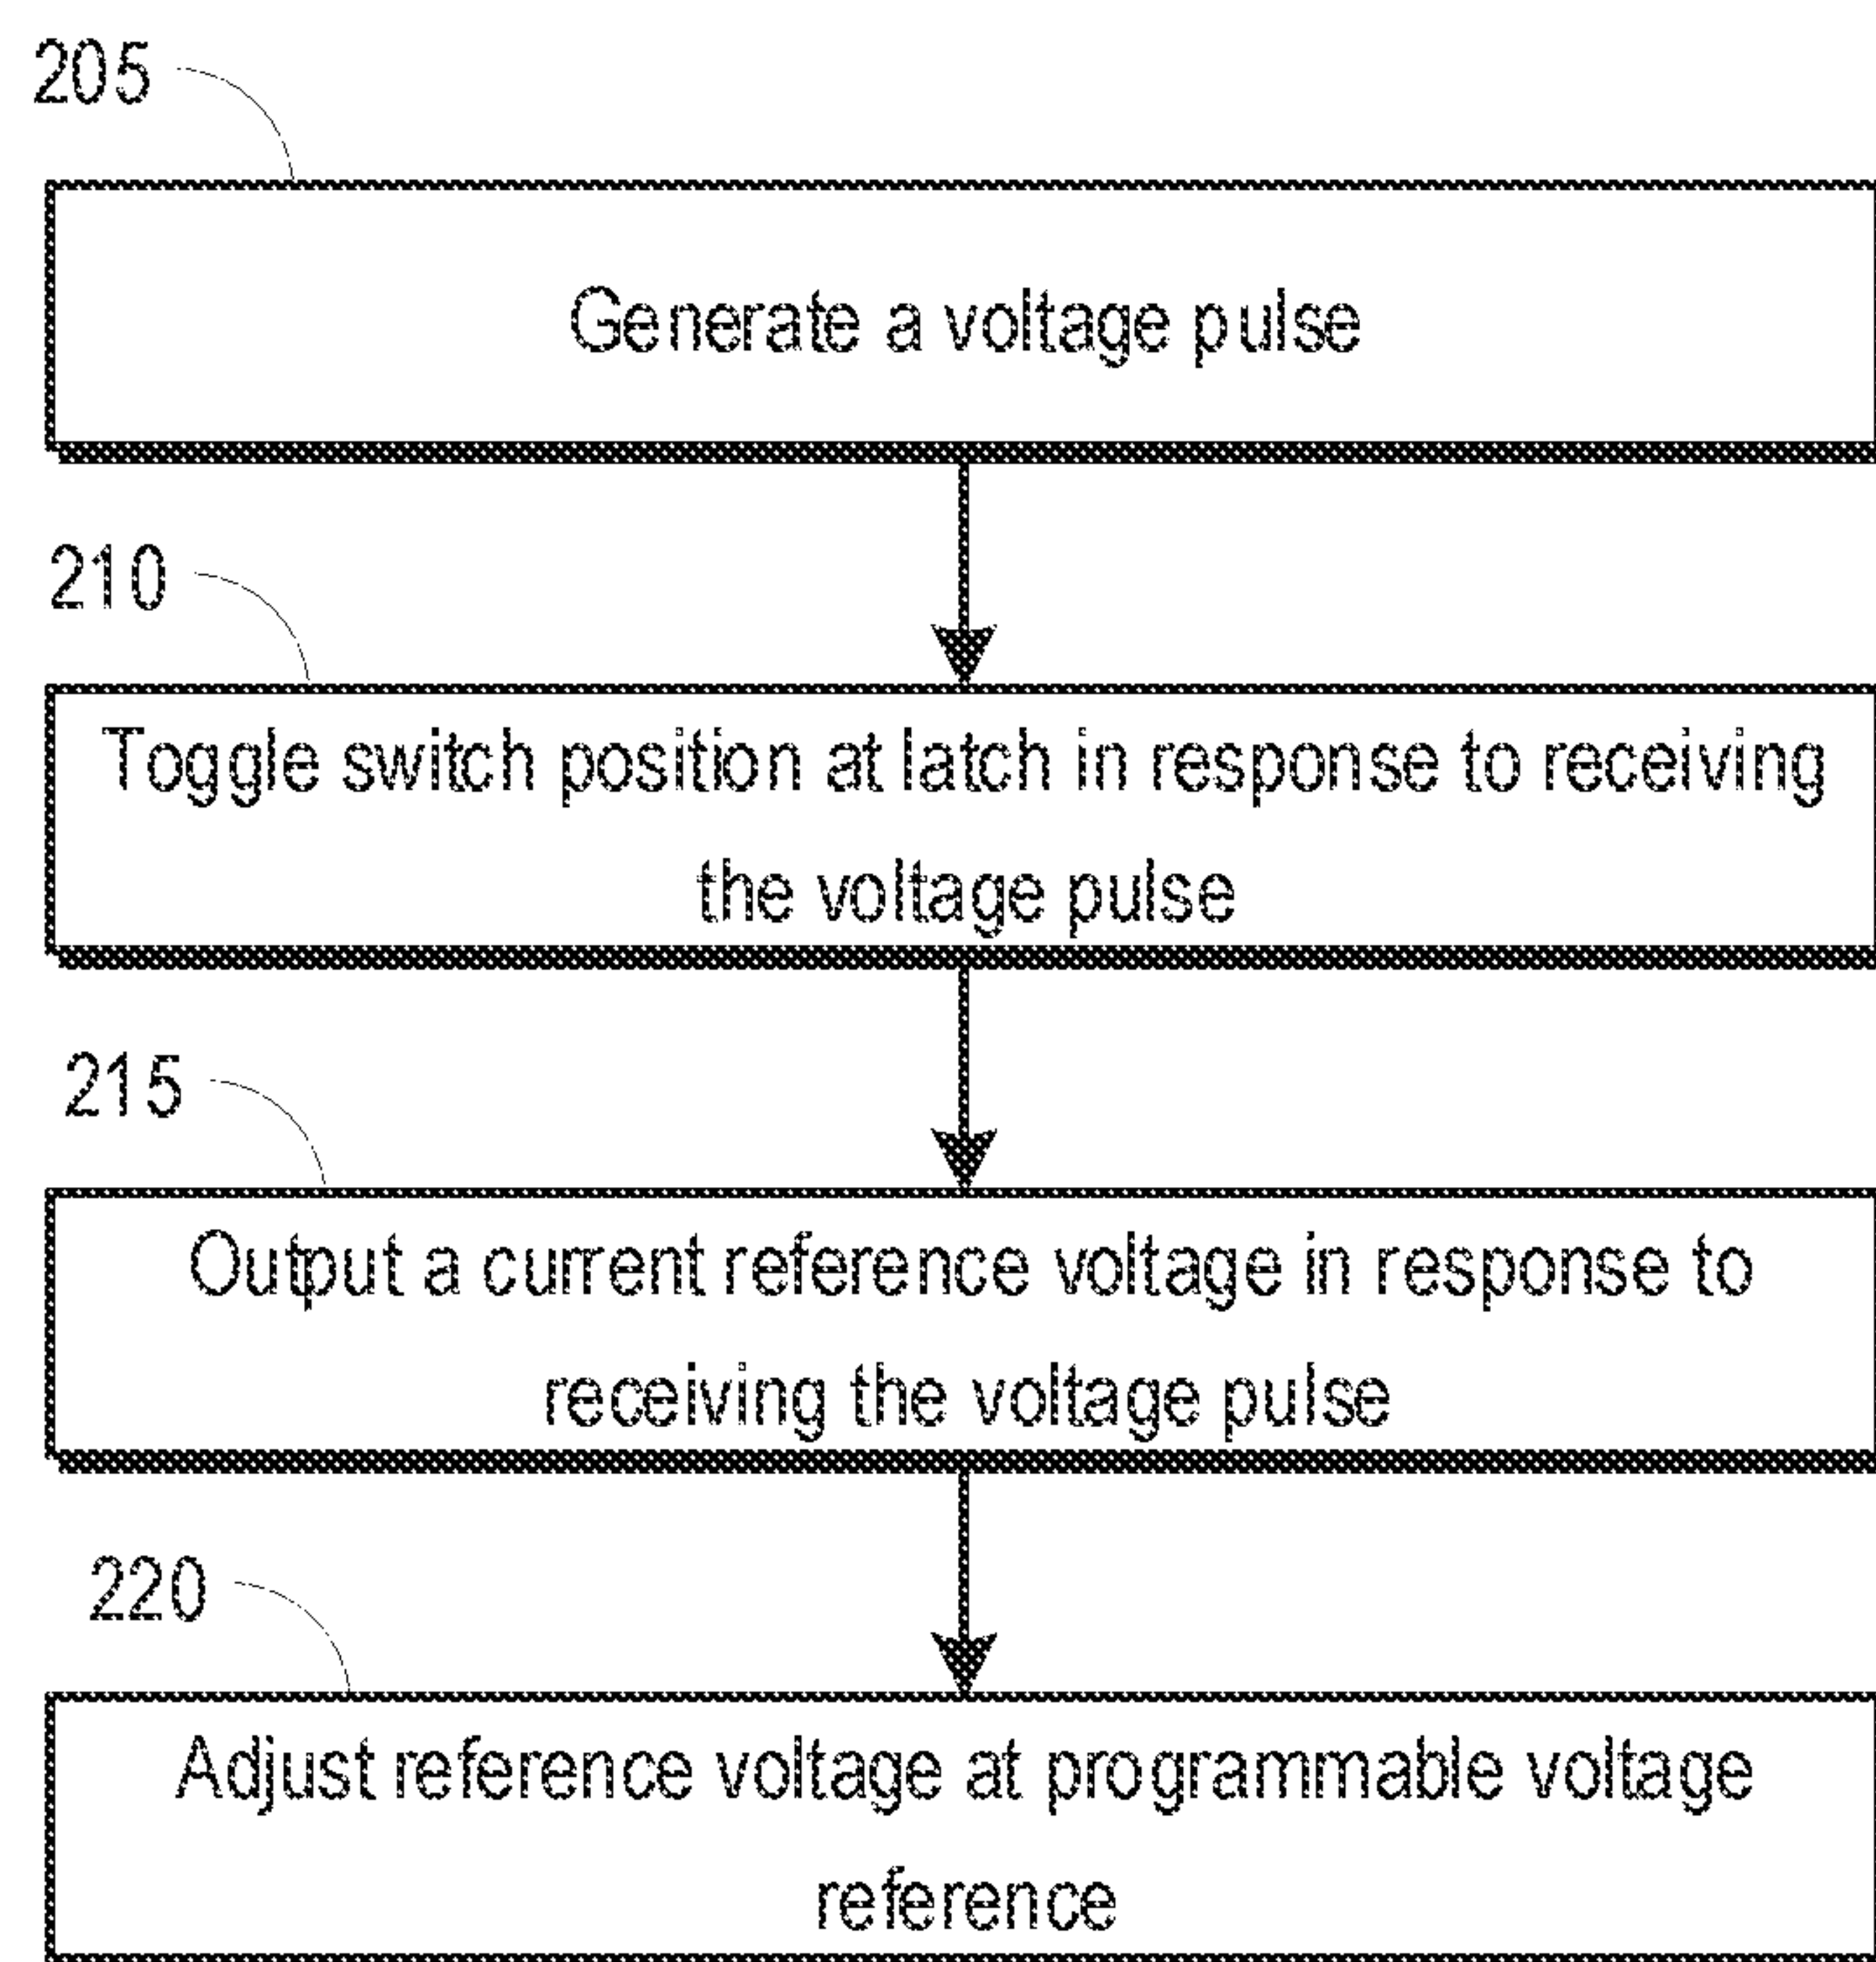 205
Generate a voltage pulse
210
Toggle switch position at latch in response to receiving
the voltage pulse
215
Output a current reference voltage in response to
receiving the voltage pulse
220
Adjust reference voltage at programmable voltage
reference